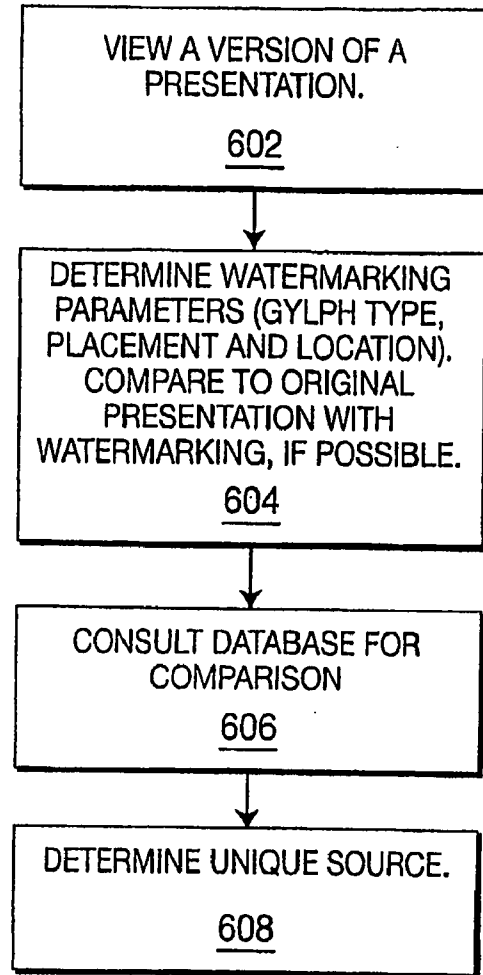 VIEW A VERSION OF A
PRESENTATION.
602
DETERMINE WATERMARKING
PARAMETERS (GYLPH TYPE,
PLACEMENT AND LOCATION).
COMPARE TO ORIGINAL
PRESENTATION WITH
WATERMARKING, IF POSSIBLE.
604
CONSULT DATABASE FOR
COMPARISON
606
DETERMINE UNIQUE SOURCE.
608